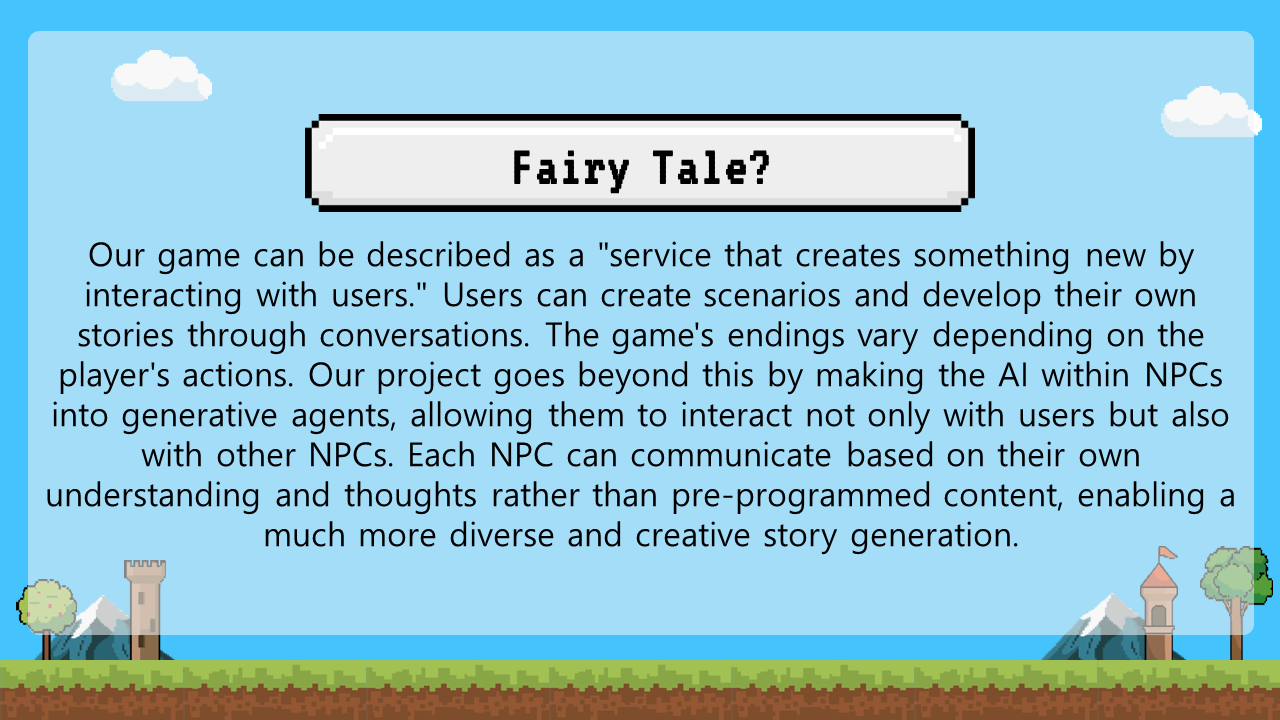 Fairy Tale?
Our game can be described as a "service that creates something new by
interacting with users." Users can create scenarios and develop their own
stories through conversations. The game's endings vary depending on the
player's actions. Our project goes beyond this by making the AI within NPCs
into generative agents, allowing them to interact not only with users but also
with other NPCs. Each NPC can communicate based on their own
understanding and thoughts rather than pre-programmed content, enabling a
much more diverse and creative story generation.